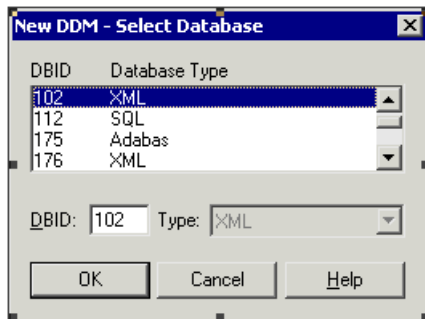 New DDM - Select Database
DBID Database Type
102 XML
112 SQL
175 Adabas
176 XML
DBID: 102 Type: XML
OK Cancel Help